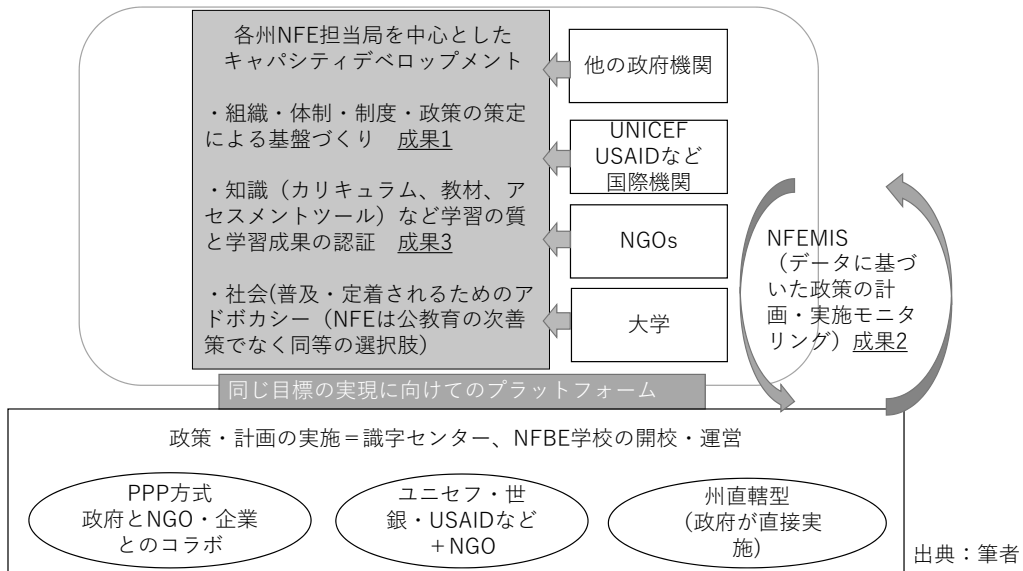 各州NFE担当局を中心とした
キャパシティデベロップメント
・組織・体制・制度・政策の策定
による基盤づくり　成果1
・知識（カリキュラム、教材、ア
セスメントツール）など学習の質
と学習成果の認証　成果3
・社会(普及・定着されるためのア
ドボカシー（NFEは公教育の次善
策でなく同等の選択肢）
他の政府機関
UNICEF
USAIDなど
国際機関
NGOs
大学
NFEMIS
（データに基づ
いた政策の計
画・実施モニタ
リング）成果2
同じ目標の実現に向けてのプラットフォーム
政策・計画の実施＝識字センター、NFBE学校の開校・運営
PPP方式
政府とNGO・企業
とのコラボ
ユニセフ・世
銀・USAIDなど
＋NGO
州直轄型
（政府が直接実
施)
出典：筆者